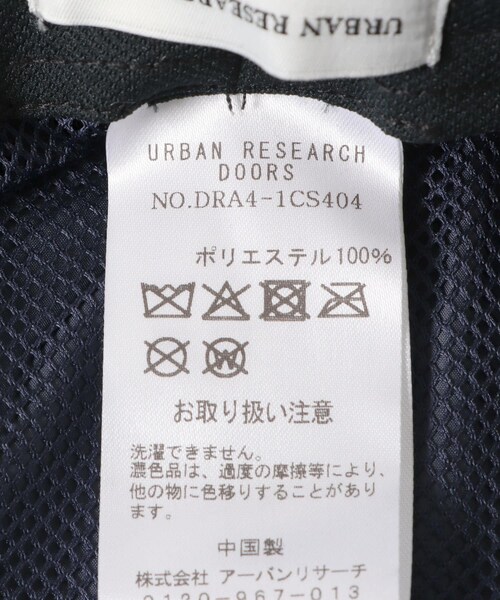 URBAN RESEARCH
URBAN RESEARCH
DOORS
NO.DRA4-1CS404
ポリエステル100%
お取り扱い注意
洗濯できません。
濃色品は、過度の摩擦等により、
他の物に色移りすることがあり
ます。
中国製
株式会社 アーバンリサーチ
0120-967-013